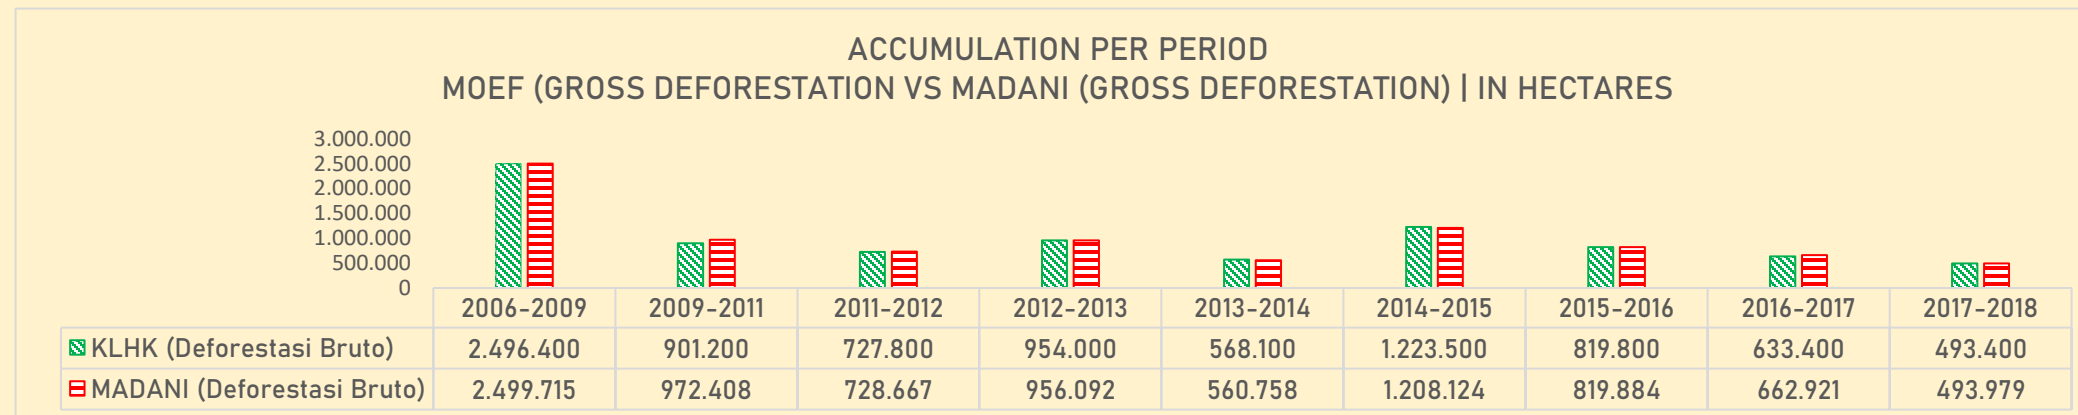 ACCUMULATION PER PERIOD
MOEF (GROSS DEFORESTATION VS MADANI (GROSS DEFORESTATION) | IN HECTARES
3.000.000
2.500.000
2.000.000
1.500.000
1.000.000
500.000
0
2006-2009 2009-2011 2011-2012 2012-2013 2013-2014 2014-2015 2015-2016 2016-2017 2017-2018
KLHK (Deforestasi Bruto) 2.496.400 901.200 727.800 954.000 568.100 1.223.500 819.800 633.400 493.400
MADANI (Deforestasi Bruto) 2.499.715 972.408 728.667 956.092 560.758 1.208.124 819.884 662.921 493.979